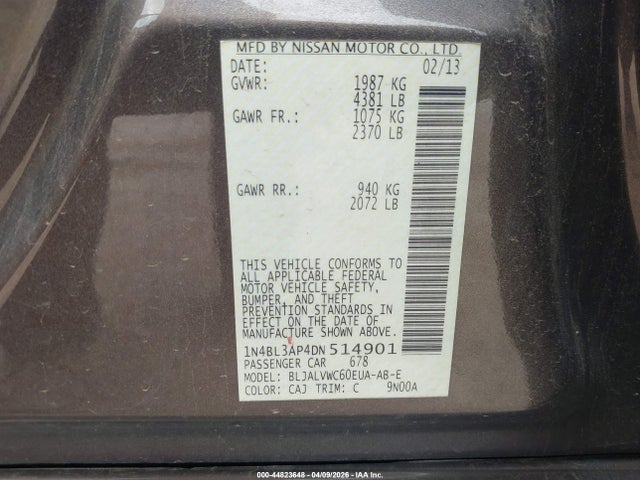 MFD BY NISSAN MOTOR CO., LTD.
DATE: 02/13
GVWR: 1987 KG
4381 LB
GAWR FR.: 1075 KG
2370 LB
GAWR RR.: 940 KG
2072 LB
THIS VEHICLE CONFORMS TO
ALL APPLICABLE FEDERAL
MOTOR VEHICLE SAFETY,
BUMPER, AND THEFT
PREVENTION STANDARDS IN
EFFECT ON THE DATE OF
MANUFACTURE SHOWN ABOVE.
1N4BL3AP4DN514901
PASSENGER CAR 678
MODEL: BLJALVWC60EUA-AB-E
COLOR: CAJ TRIM: C 9N00A
000-44823648 - 04/09/2026 - IAA Inc.